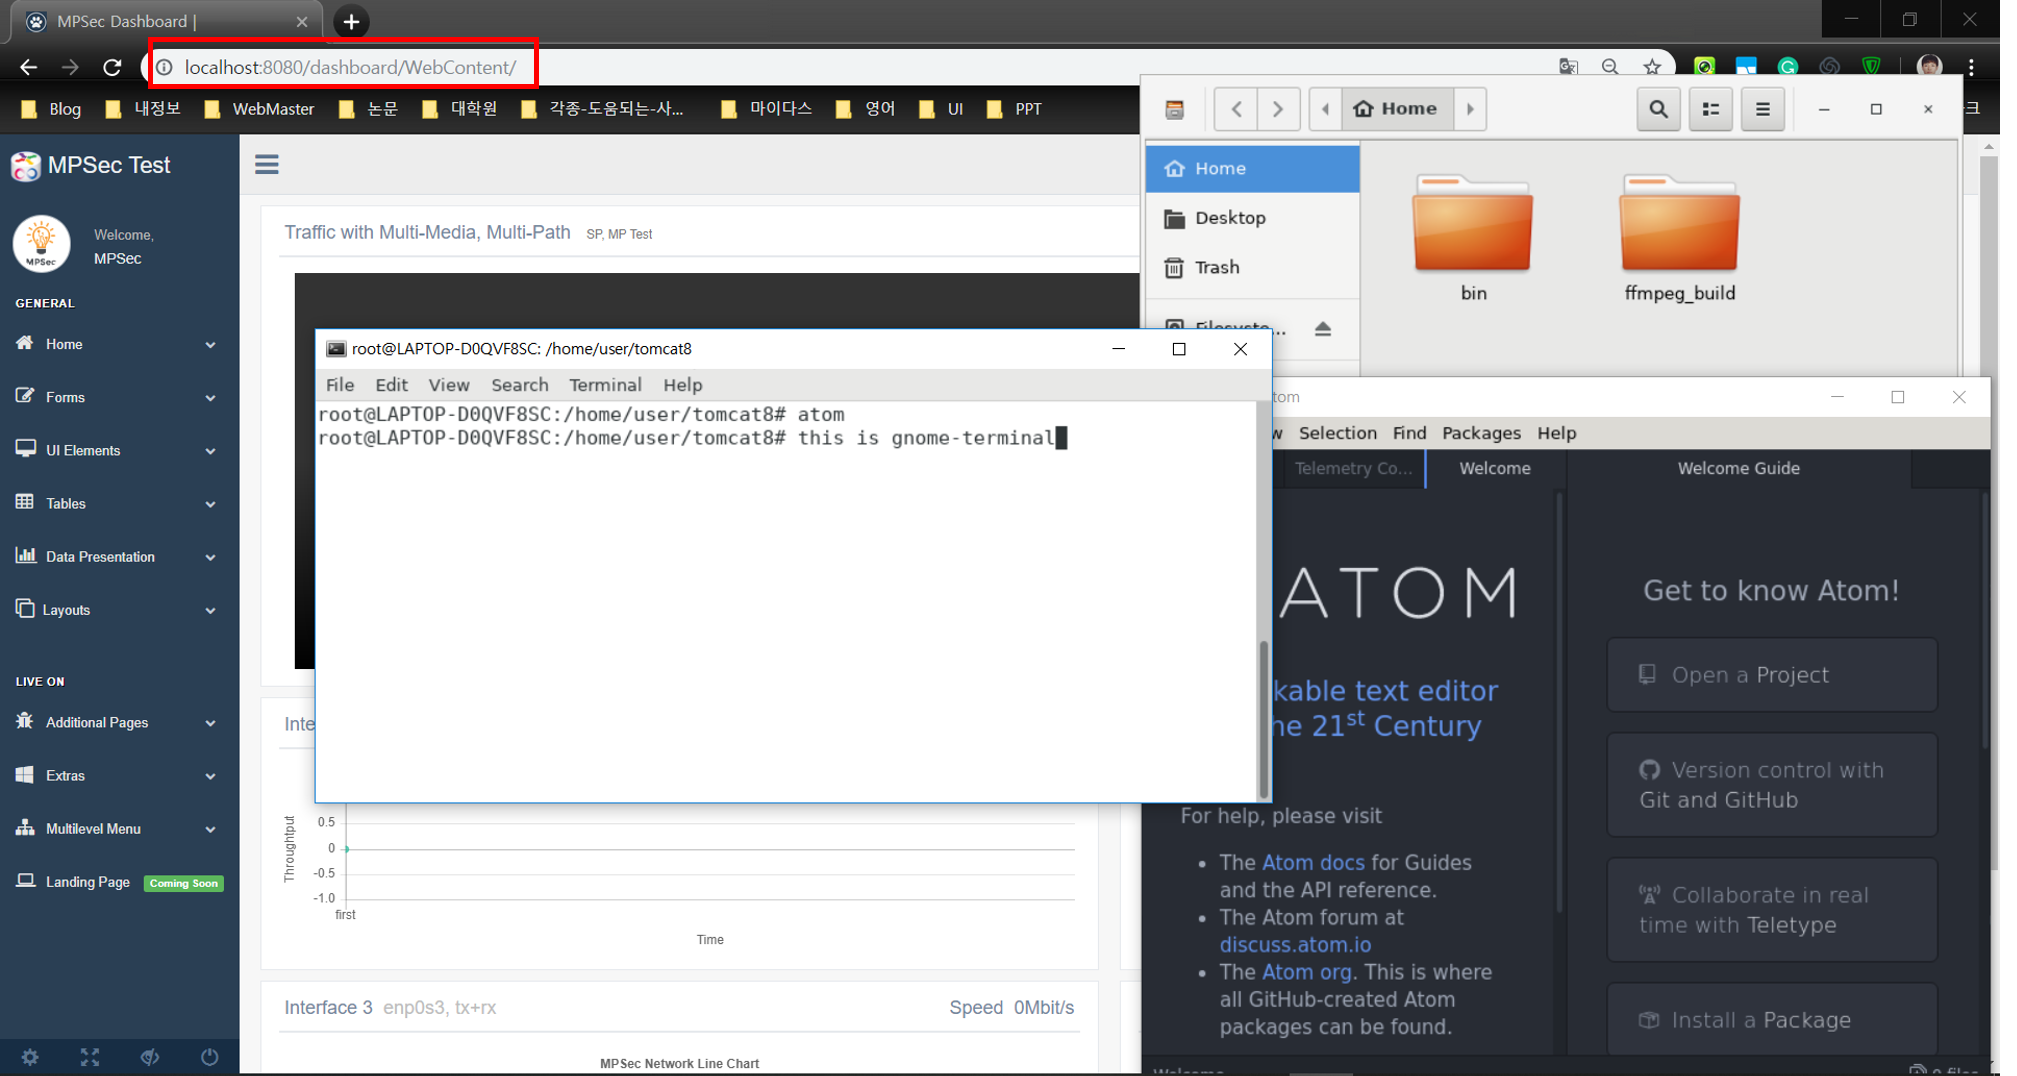 MPSec Dashboard |
localhost:8080/dashboard/WebContent/
Blog 내정보 WebMaster 논문 대학원 각종-도움되는-사... 마이다스 영어 UI PPT
크
MPSec Test
MPSec
Welcome,
MPSec
GENERAL
Home
Forms
UI Elements
Tables
Data Presentation
Layouts
LIVE ON
Additional Pages
Extras
Multilevel Menu
Landing Page Coming Soon
Traffic with Multi-Media, Multi-Path SP, MP Test
Inte
Throughtput
0.5
0
-0.5
-1.0
first
Time
Interface 3 enp0s3, tx+rx Speed 0Mbit/s
MPSec Network Line Chart
root@LAPTOP-D0QVF8SC: /home/user/tomcat8
File Edit View Search Terminal Help
root@LAPTOP-D0QVF8SC:/home/user/tomcat8# atom
root@LAPTOP-D0QVF8SC:/home/user/tomcat8# this is gnome-terminal
Home
Home
Desktop
Trash
Filesyste...
bin
ffmpeg_build
tom
w Selection Find Packages Help
Telemetry Co... Welcome Welcome Guide
ATOM
kable text editor
he 21st Century
For help, please visit
• The Atom docs for Guides
and the API reference.
• The Atom forum at
discuss.atom.io
• The Atom org. This is where
all GitHub-created Atom
packages can be found.
Get to know Atom!
Open a Project
Version control with
Git and GitHub
Collaborate in real
time with Teletype
Install a Package
Welcome
0 files